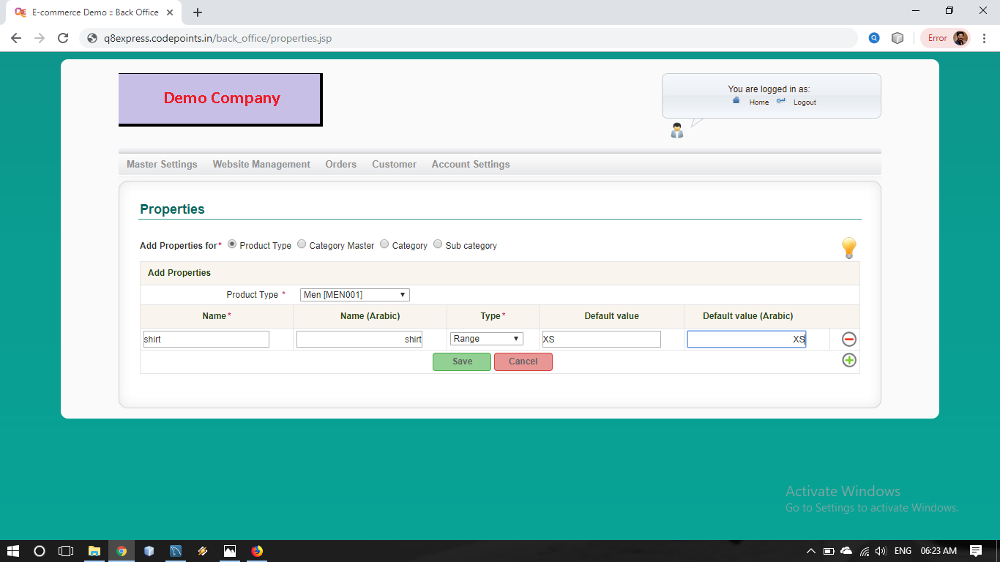 E-commerce Demo :: Back Office
q8express.codepoints.in/back_office/properties.jsp
Error
Demo Company
You are logged in as:
Home Logout
Master Settings Website Management Orders Customer Account Settings
Properties
Add Properties for* Product Type Category Master Category Sub category
Add Properties
Product Type * Men [MEN001]
Name* Name (Arabic) Type* Default value Default value (Arabic)
shirt shirt Range XS XS
Save Cancel
Activate Windows
Go to Settings to activate Windows.
ENG 06:23 AM